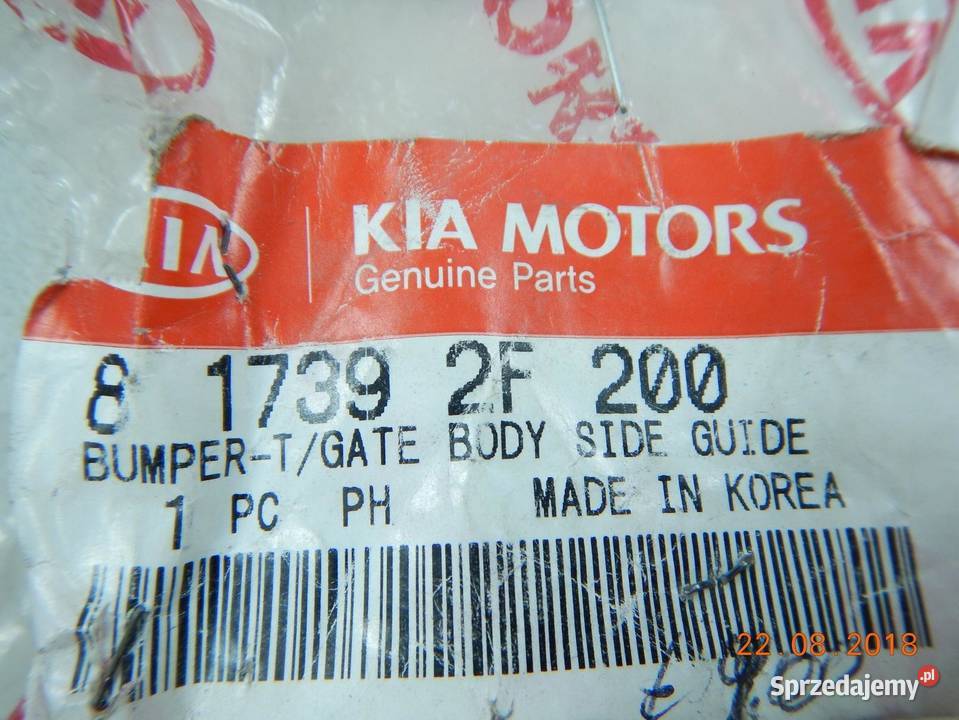 KIA
KIA MOTORS
Genuine Parts
8 1739 2F 200
BUMPER-T/GATE BODY SIDE GUIDE
1 PC PH MADE IN KOREA
22.08.2018
Sprzedajemy.pl